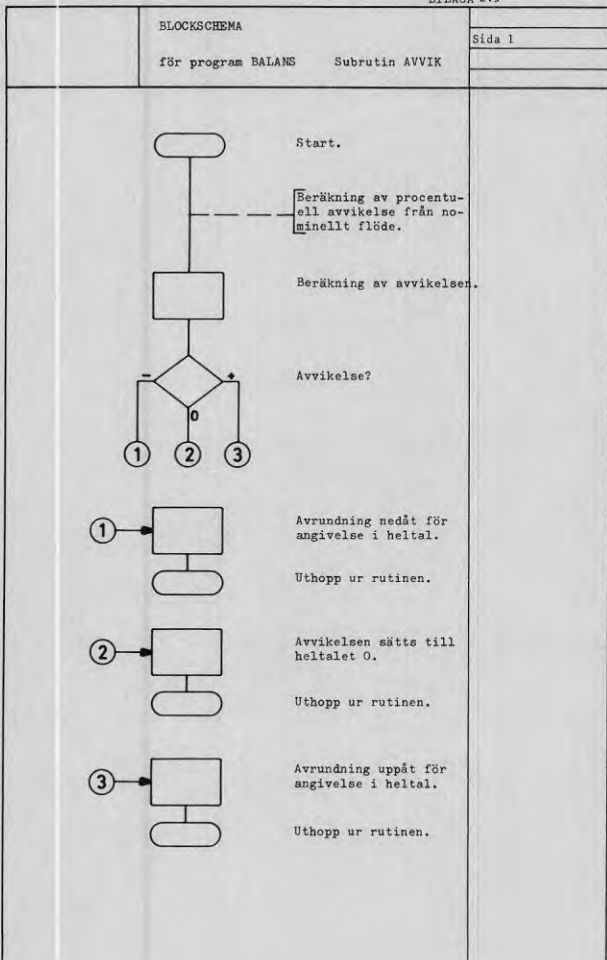 BLOCKSCHEMA
Sida 1
för program BALANS Subrutin AVVIK
Start.
Beräkning av procentu-
ell avvikelse från no-
minellt flöde.
Beräkning av avvikelsen.
Avvikelse?
- +
0
1 2 3
1 Avrundning nedåt för
angivelse i heltal.
Uthopp ur rutinen.
2 Avvikelsen sätts till
heltalet 0.
Uthopp ur rutinen.
3 Avrundning uppåt för
angivelse i heltal.
Uthopp ur rutinen.